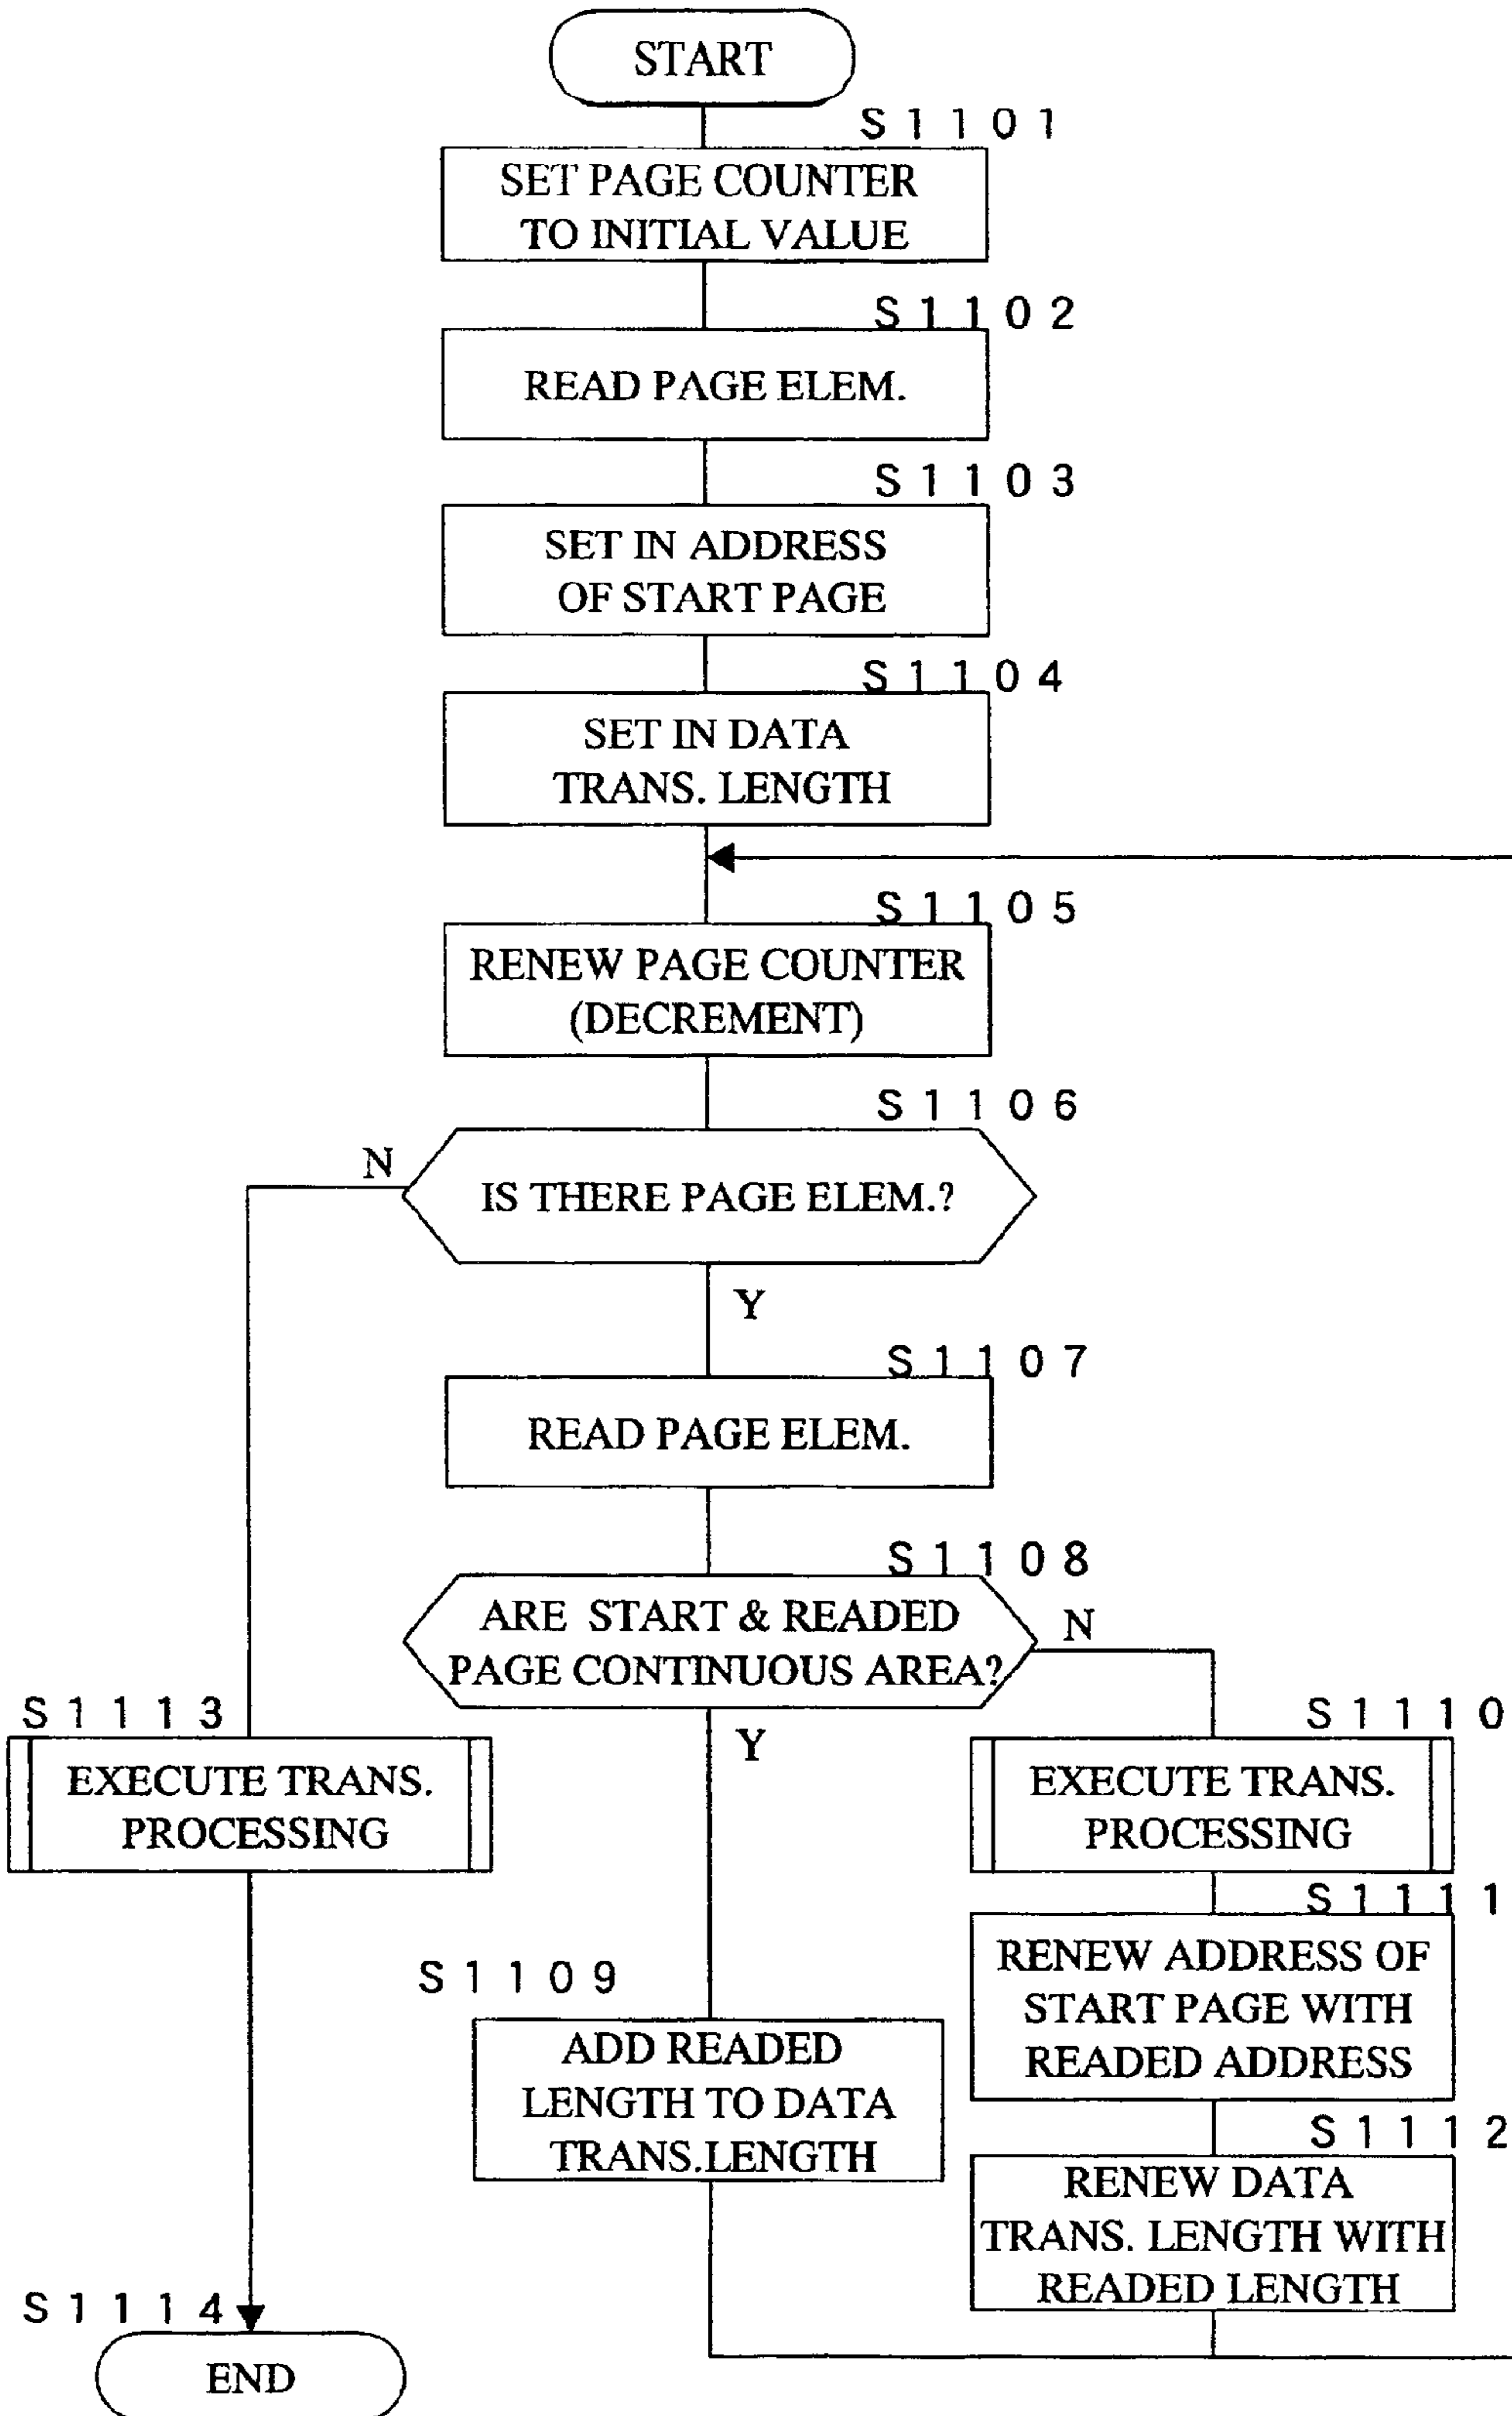 START
S1101
SET PAGE COUNTER
TO INITIAL VALUE
S1102
READ PAGE ELEM.
S1103
SET IN ADDRESS
OF START PAGE
S1104
SET IN DATA
TRANS. LENGTH
S1105
RENEW PAGE COUNTER
(DECREMENT)
S1106
N
IS THERE PAGE ELEM.?
Y
S1107
READ PAGE ELEM.
S1108
ARE START & READED
PAGE CONTINUOUS AREA?
N
Y
S1113
EXECUTE TRANS.
PROCESSING
S1110
EXECUTE TRANS.
PROCESSING
S1111
RENEW ADDRESS OF
START PAGE WITH
READED ADDRESS
S1109
ADD READED
LENGTH TO DATA
TRANS.LENGTH
S1112
RENEW DATA
TRANS. LENGTH WITH
READED LENGTH
S1114
END